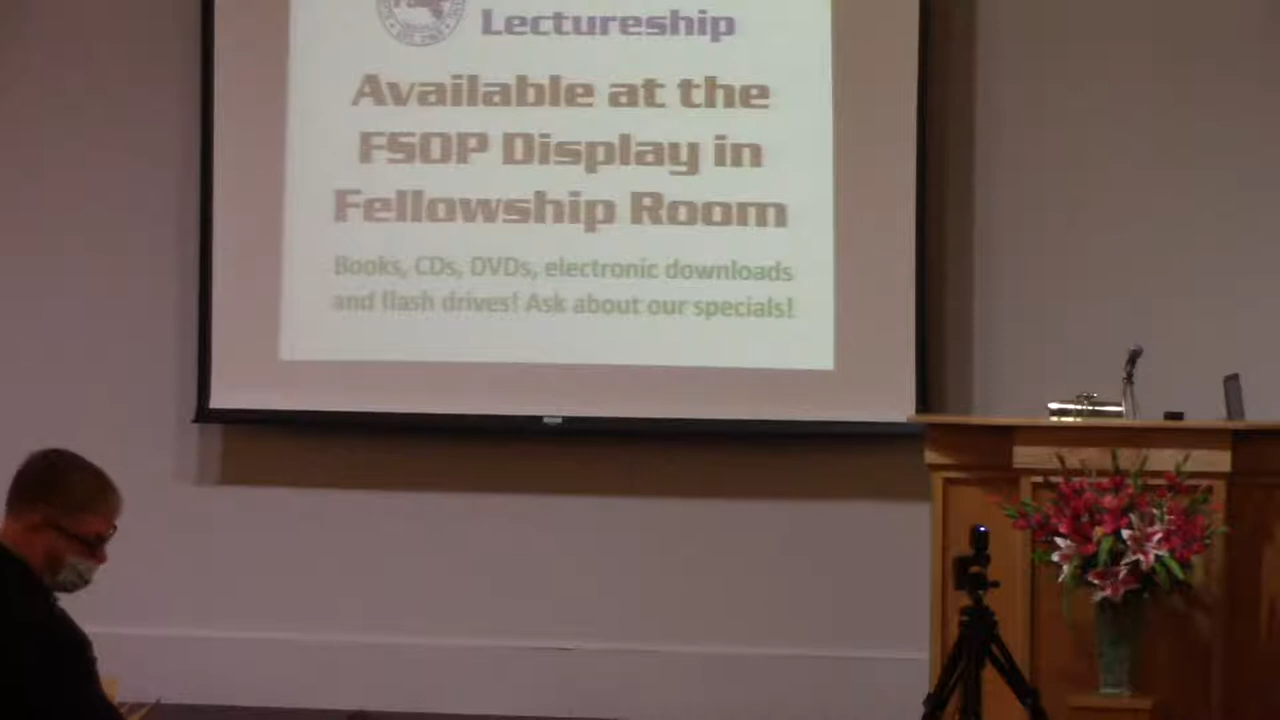 Lectureship
Available at the
FSOP Display in
Fellowship Room
Books, CDs, DVDs, electronic downloads
and flash drives! Ask about our specials!